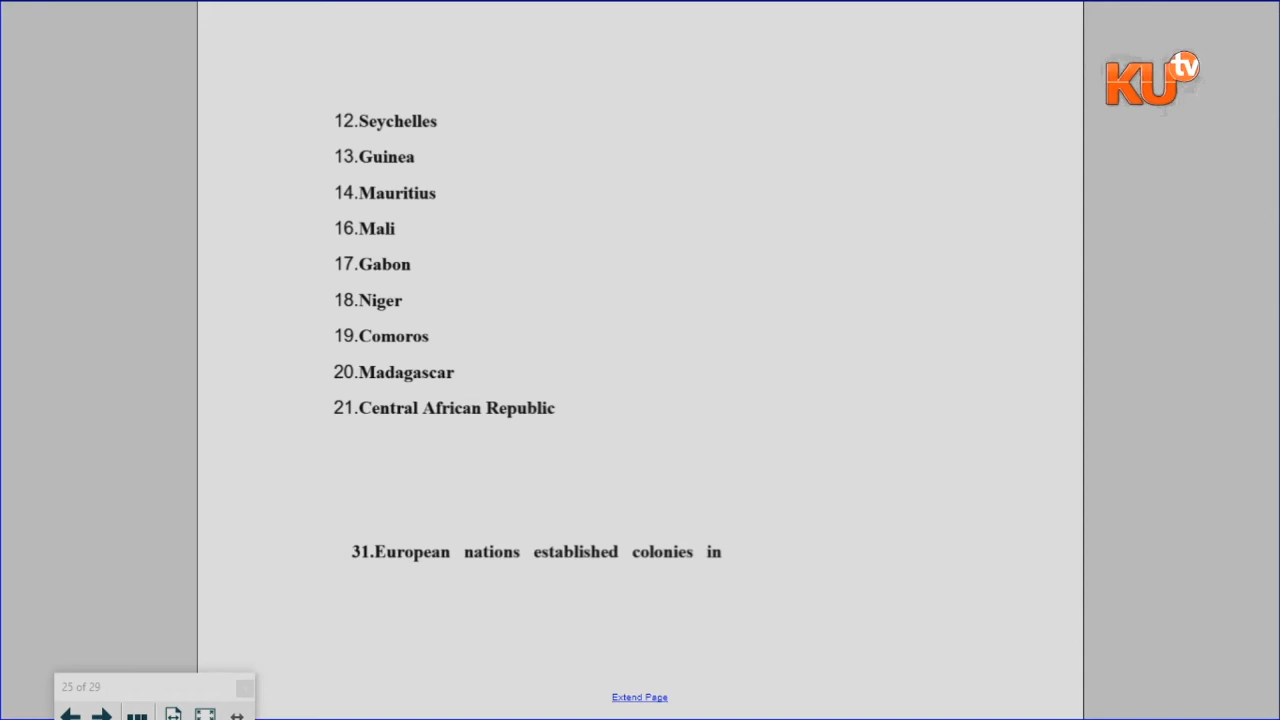 KU tv
12.Seychelles
13.Guinea
14.Mauritius
16.Mali
17.Gabon
18.Niger
19.Comoros
20.Madagascar
21.Central African Republic
31.European nations established colonies in
25 of 29
Extend Page